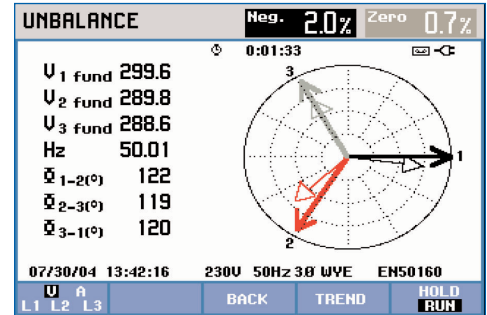 UNBALANCE Neg. 2.0% Zero 0.7%
0:01:33
V1 fund 299.6
V2 fund 289.8
V3 fund 288.6
Hz 50.01
Φ1-2(°) 122
Φ2-3(°) 119
Φ3-1(°) 120
3
1
2
07/30/04 13:42:16 230V 50Hz 3Ø WYE EN50160
V A
L1 L2 L3
BACK
TREND
HOLD
RUN